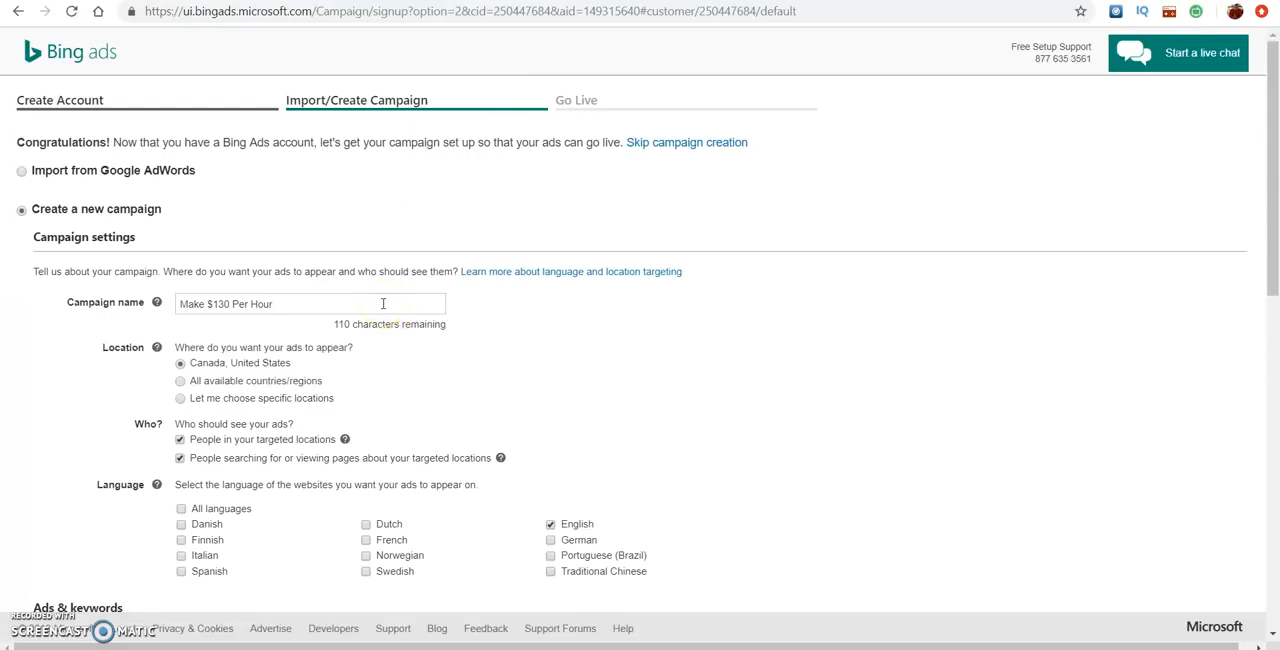 https://ui.bingads.microsoft.com/Campaign/signup?option=2&cid=250447684&aid=149315640#customer/250447684/default
IQ
Bing ads
Free Setup Support
877 635 3561
Start a live chat
Create Account
Import/Create Campaign
Go Live
Congratulations! Now that you have a Bing Ads account, let's get your campaign set up so that your ads can go live. Skip campaign creation
Import from Google AdWords
Create a new campaign
Campaign settings
Tell us about your campaign. Where do you want your ads to appear and who should see them? Learn more about language and location targeting
Campaign name
Make $130 Per Hour
110 characters remaining
Location
Where do you want your ads to appear?
Canada, United States
All available countries/regions
Let me choose specific locations
Who?
Who should see your ads?
People in your targeted locations
People searching for or viewing pages about your targeted locations
Language
Select the language of the websites you want your ads to appear on.
All languages
Danish Dutch English
Finnish French German
Italian Norwegian Portuguese (Brazil)
Spanish Swedish Traditional Chinese
Ads & keywords
RECORDED WITH
SCREENCAST MATIC
Privacy & Cookies Advertise Developers Support Blog Feedback Support Forums Help
Microsoft